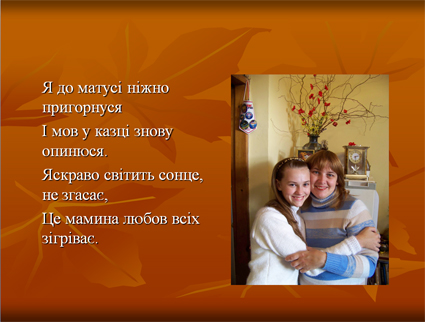 Я до матусі ніжно
пригорнуся
І мов у казці знову
опинюся.
Яскраво світить сонце,
не згасає,
Це мамина любов всіх
зігріває.